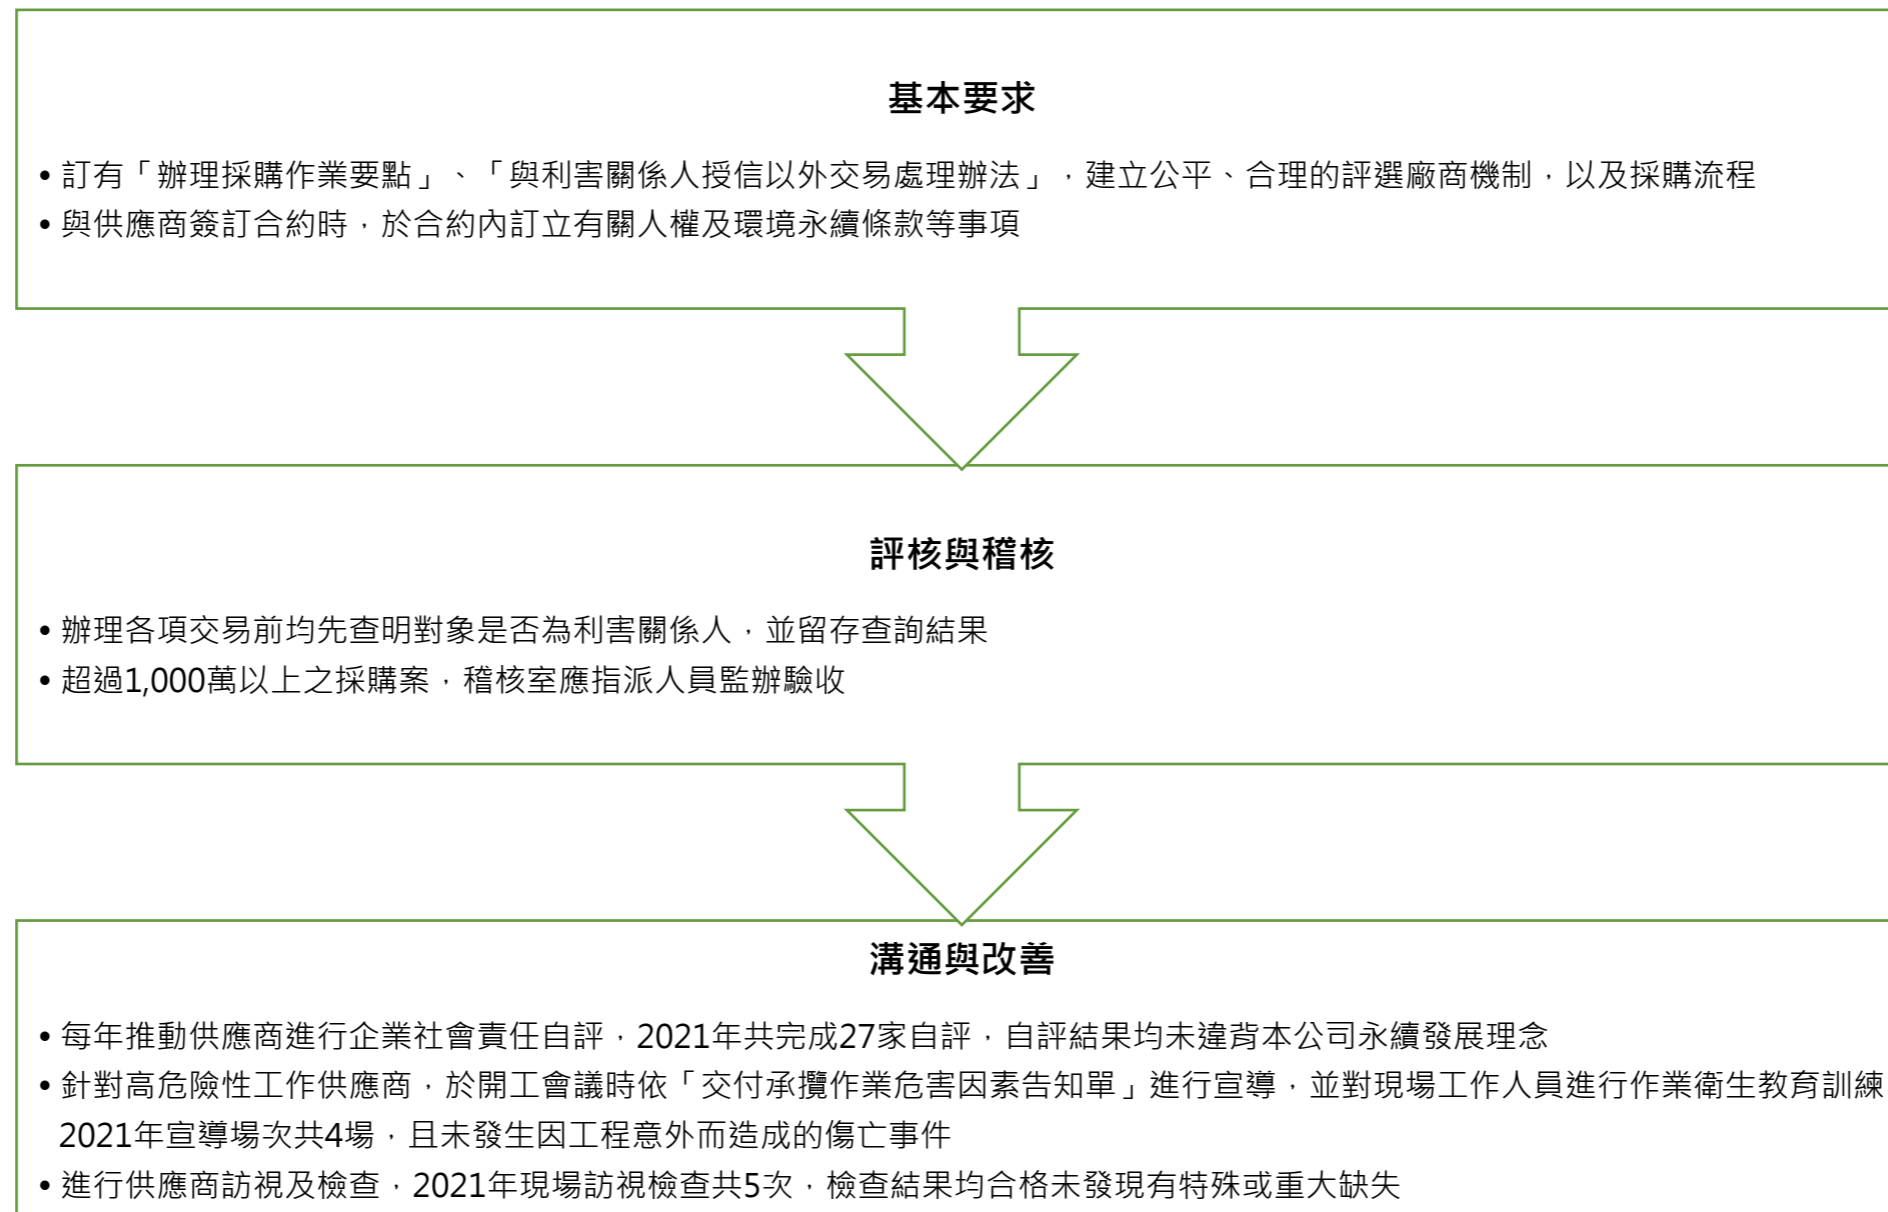 基本要求
• 訂有「辦理採購作業要點」、「與利害關係人授信以外交易處理辦法」，建立公平、合理的評選廠商機制，以及採購流程
• 與供應商簽訂合約時，於合約內訂立有關人權及環境永續條款等事項
評核與稽核
• 辦理各項交易前均先查明對象是否為利害關係人，並留存查詢結果
• 超過1,000萬以上之採購案，稽核室應指派人員監辦驗收
溝通與改善
• 每年推動供應商進行企業社會責任自評，2021年共完成27家自評，自評結果均未違背本公司永續發展理念
• 針對高危險性工作供應商，於開工會議時依「交付承攬作業危害因素告知單」進行宣導，並對現場工作人員進行作業衛生教育訓練
2021年宣導場次共4場，且未發生因工程意外而造成的傷亡事件
• 進行供應商訪視及檢查，2021年現場訪視檢查共5次，檢查結果均合格未發現有特殊或重大缺失